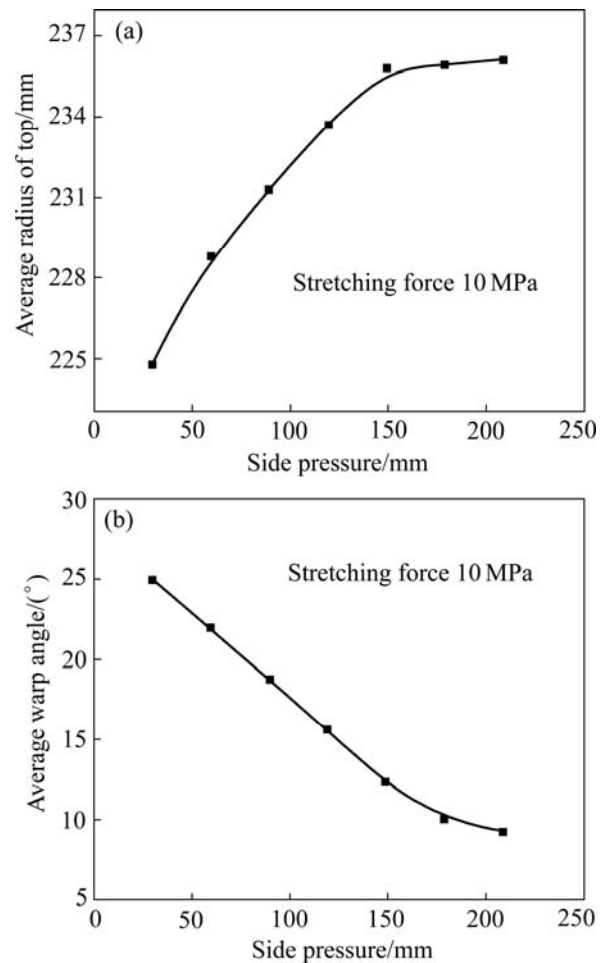 (a)
237
234
231
228
225
Average radius of top/mm
Stretching force 10 MPa
0 50 100 150 200 250
Side pressure/mm
(b)
30
25
20
15
10
5
Average warp angle/(°)
Stretching force 10 MPa
0 50 100 150 200 250
Side pressure/mm